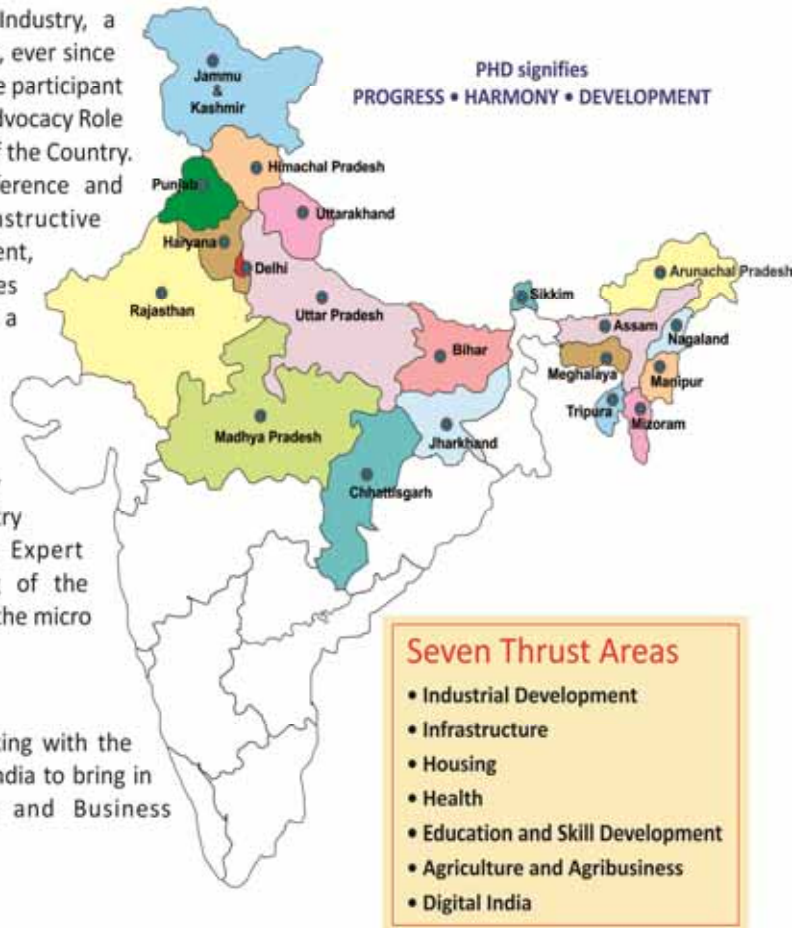 Industry, a
, ever since
e participant
dvocacy Role
f the Country.
ference and
nstructive
ent,
es
a
try
Expert
of the
the micro
king with the
ndia to bring in
and Business
PHD signifies
PROGRESS • HARMONY • DEVELOPMENT
Jammu
&
Kashmir
Himachal Pradesh
Punjab
Uttarakhand
Haryana
Delhi
Rajasthan
Uttar Pradesh
Bihar
Sikkim
Arunachal Pradesh
Assam
Nagaland
Meghalaya
Manipur
Tripura
Mizoram
Madhya Pradesh
Jharkhand
Chhattisgarh
Seven Thrust Areas
• Industrial Development
• Infrastructure
• Housing
• Health
• Education and Skill Development
• Agriculture and Agribusiness
• Digital India